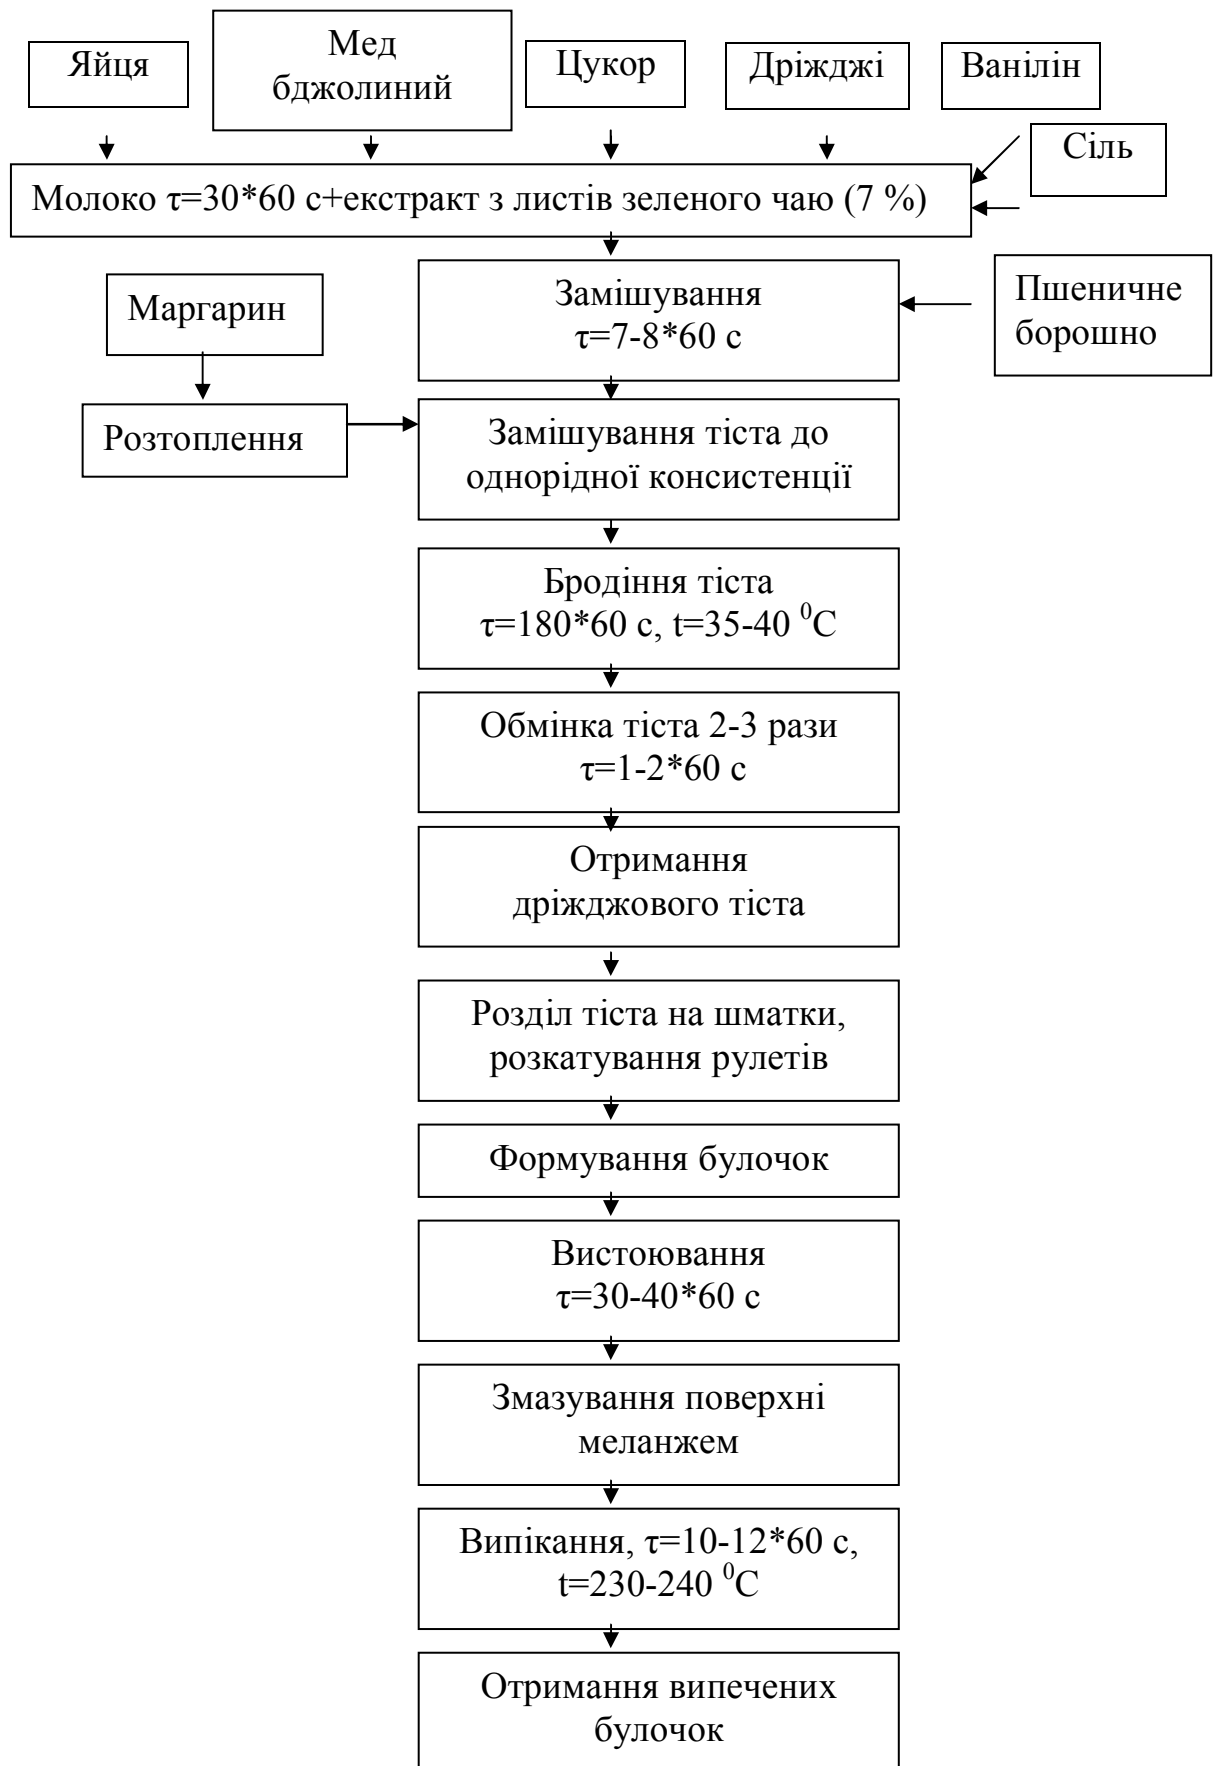 Яйця
Мед
бджолиний
Цукор
Дріжджі
Ванілін
Сіль
Молоко τ=30*60 с+екстракт з листів зеленого чаю (7 %)
Замішування
τ=7-8*60 с
Пшеничне
борошно
Маргарин
Розтоплення
Замішування тіста до
однорідної консистенції
Бродіння тіста
τ=180*60 с, t=35-40 ⁰С
Обмінка тіста 2-3 рази
τ=1-2*60 с
Отримання
дріжджового тіста
Розділ тіста на шматки,
розкатування рулетів
Формування булочок
Вистоювання
τ=30-40*60 с
Змазування поверхні
меланжем
Випікання, τ=10-12*60 с,
t=230-240 ⁰С
Отримання випечених
булочок